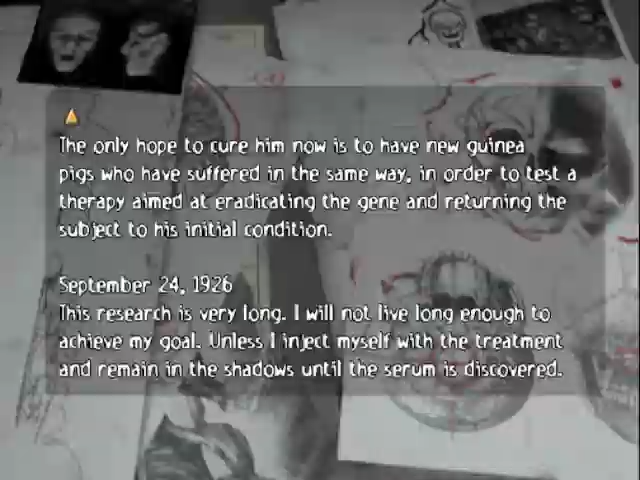 The only hope to cure him now is to have new guinea
pigs who have suffered in the same way, in order to test a
therapy aimed at eradicating the gene and returning the
subject to his initial condition.
September 24, 1926
This research is very long. I will not live long enough to
achieve my goal. Unless I inject myself with the treatment
and remain in the shadows until the serum is discovered.